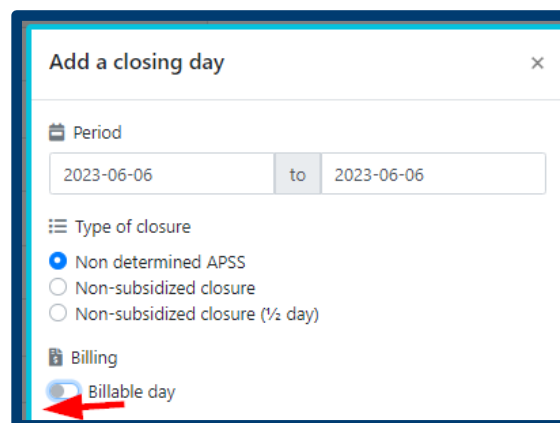 Add a closing day ×
Period
2023-06-06 to 2023-06-06
Type of closure
Non determined APSS
Non-subsidized closure
Non-subsidized closure (½ day)
Billing
Billable day